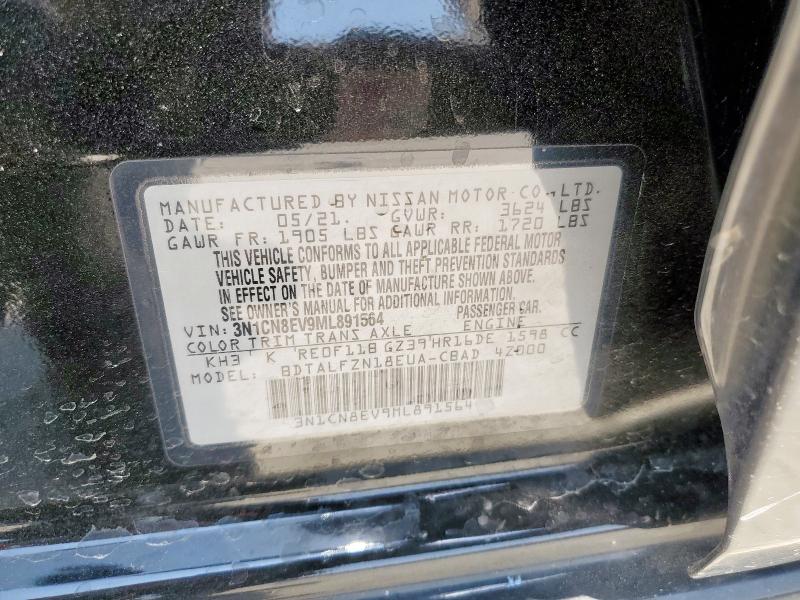 MANUFACTURED BY NISSAN MOTOR CO.,LTD.
DATE: 05/21. GVWR: 3624 LBS
GAWR FR: 1905 LBS GAWR RR: 1720 LBS
THIS VEHICLE CONFORMS TO ALL APPLICABLE FEDERAL MOTOR
VEHICLE SAFETY, BUMPER AND THEFT PREVENTION STANDARDS
IN EFFECT ON THE DATE OF MANUFACTURE SHOWN ABOVE.
SEE OWNER'S MANUAL FOR ADDITIONAL INFORMATION.
VIN: 3N1CN8EV9ML891564 PASSENGER CAR.
COLOR TRIM TRANS AXLE ENGINE
KH3 K RE0F11B GZ39 HR16DE 1598 CC
MODEL: BDTALFZN18EUA-CBAD 42000
3N1CN8EV9ML891564